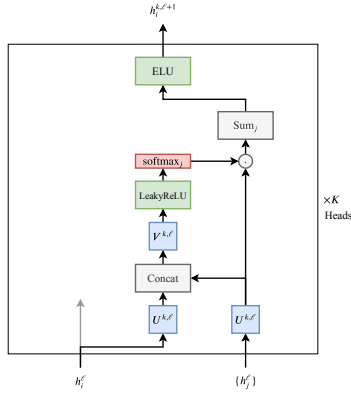 h_i^{k,ℓ+1}
ELU
Sum_j
softmax_j
·
LeakyReLU
×K
Heads
V^{k,ℓ}
Concat
U^{k,ℓ} U^{k,ℓ}
h_i^ℓ {h_j^ℓ}